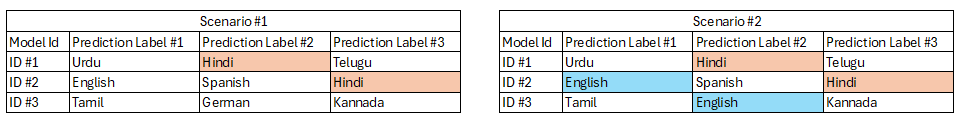 Scenario #1
Model Id Prediction Label #1 Prediction Label #2 Prediction Label #3
ID #1 Urdu Hindi Telugu
ID #2 English Spanish Hindi
ID #3 Tamil German Kannada
Scenario #2
Model Id Prediction Label #1 Prediction Label #2 Prediction Label #3
ID #1 Urdu Hindi Telugu
ID #2 English Spanish Hindi
ID #3 Tamil English Kannada